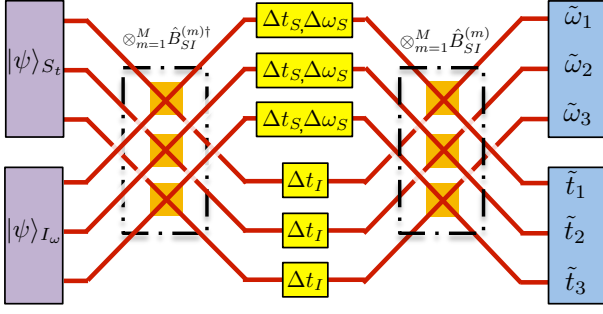 |ψ⟩_{S_t}
|ψ⟩_{I_ω}
⊗_{m=1}^{M} B̂_{SI}^{(m)†}
Δt_S,Δω_S
Δt_S,Δω_S
Δt_S,Δω_S
Δt_I
Δt_I
Δt_I
⊗_{m=1}^{M} B̂_{SI}^{(m)}
ω̃_1
ω̃_2
ω̃_3
t̃_1
t̃_2
t̃_3